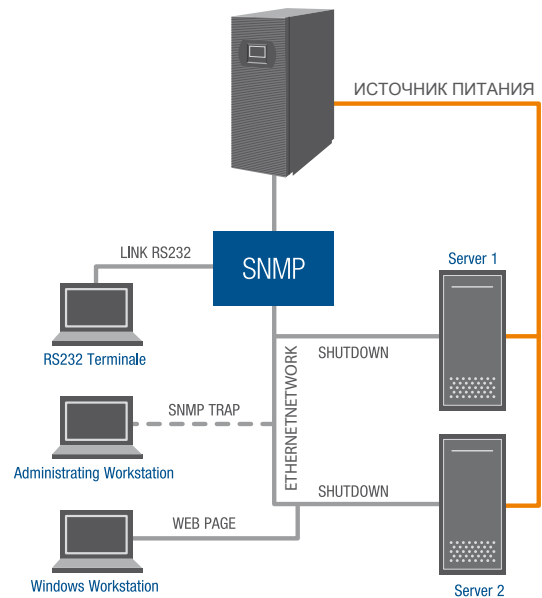 ИСТОЧНИК ПИТАНИЯ
LINK RS232
SNMP
Server 1
RS232 Terminale
SHUTDOWN
ETHERNETNETWORK
SNMP TRAP
Administrating Workstation
SHUTDOWN
WEB PAGE
Windows Workstation
Server 2